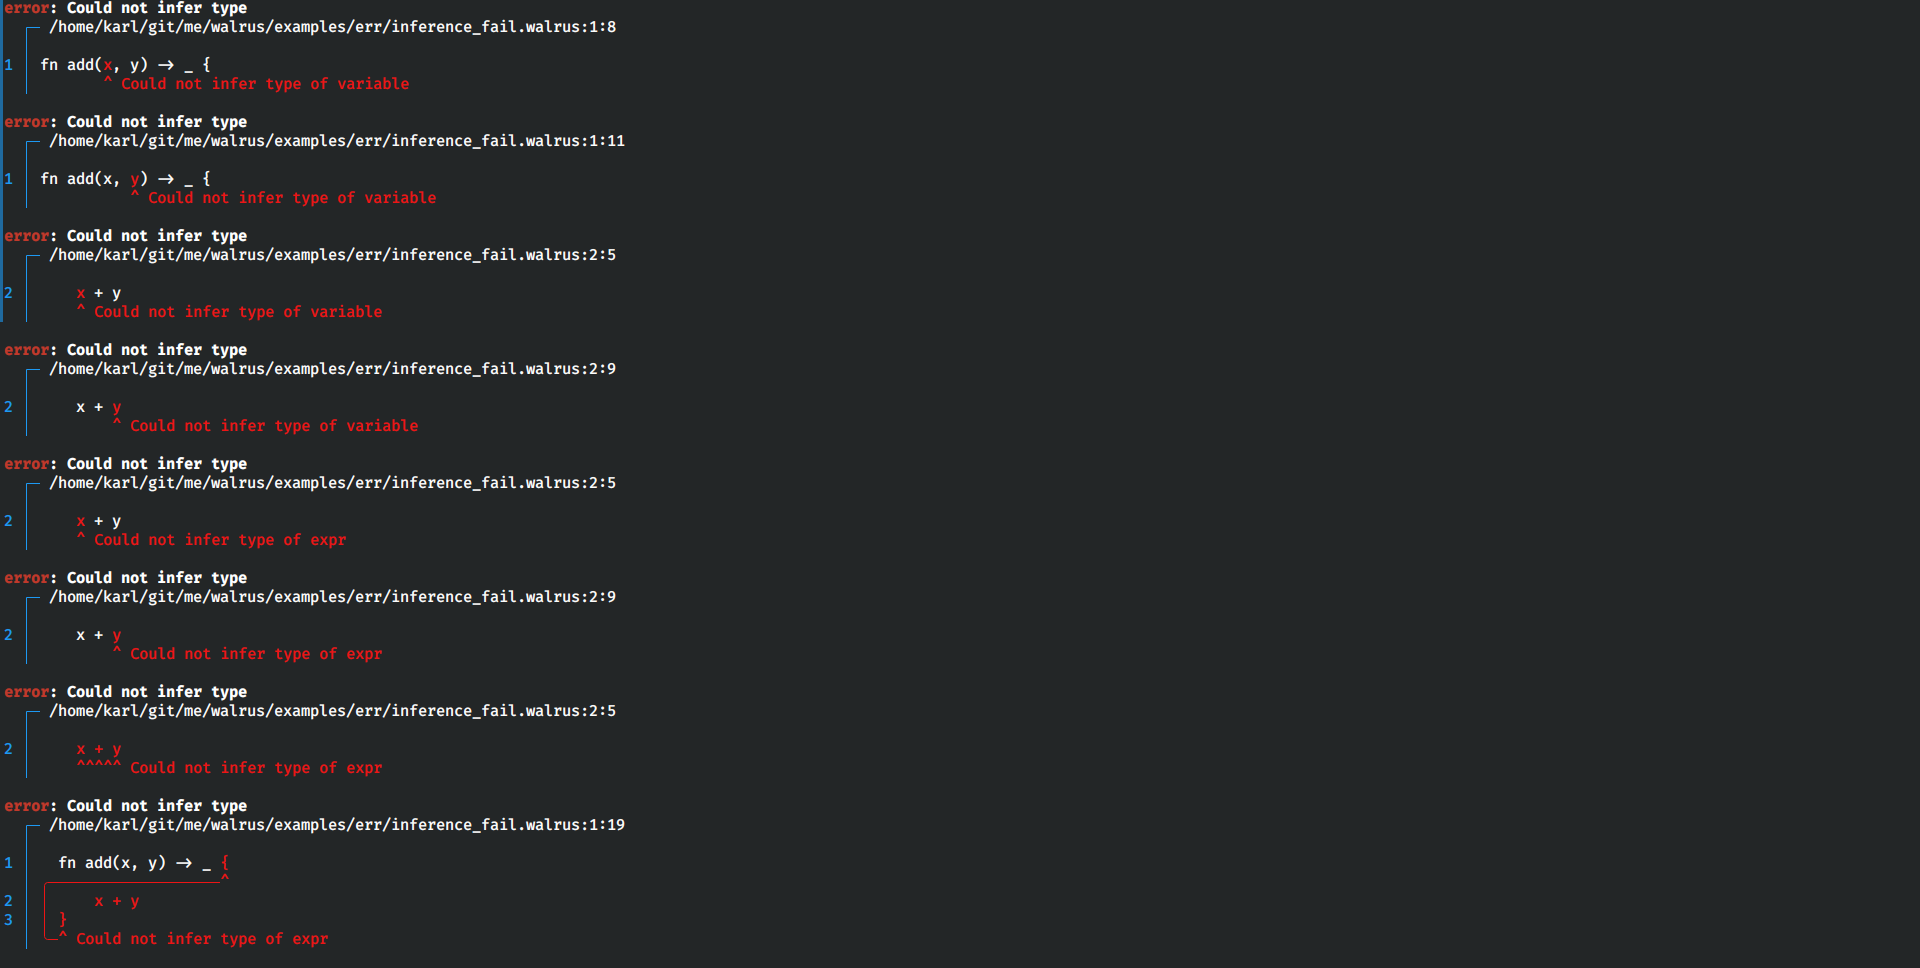 error: Could not infer type
/home/karl/git/me/walrus/examples/err/inference_fail.walrus:1:8
1 fn add(x, y) → _ {
^ Could not infer type of variable
error: Could not infer type
/home/karl/git/me/walrus/examples/err/inference_fail.walrus:1:11
1 fn add(x, y) → _ {
^ Could not infer type of variable
error: Could not infer type
/home/karl/git/me/walrus/examples/err/inference_fail.walrus:2:5
2 x + y
^ Could not infer type of variable
error: Could not infer type
/home/karl/git/me/walrus/examples/err/inference_fail.walrus:2:9
2 x + y
^ Could not infer type of variable
error: Could not infer type
/home/karl/git/me/walrus/examples/err/inference_fail.walrus:2:5
2 x + y
^ Could not infer type of expr
error: Could not infer type
/home/karl/git/me/walrus/examples/err/inference_fail.walrus:2:9
2 x + y
^ Could not infer type of expr
error: Could not infer type
/home/karl/git/me/walrus/examples/err/inference_fail.walrus:2:5
2 x + y
^^^^^ Could not infer type of expr
error: Could not infer type
/home/karl/git/me/walrus/examples/err/inference_fail.walrus:1:19
1 fn add(x, y) → _ {
^
2 x + y
3 }
^ Could not infer type of expr